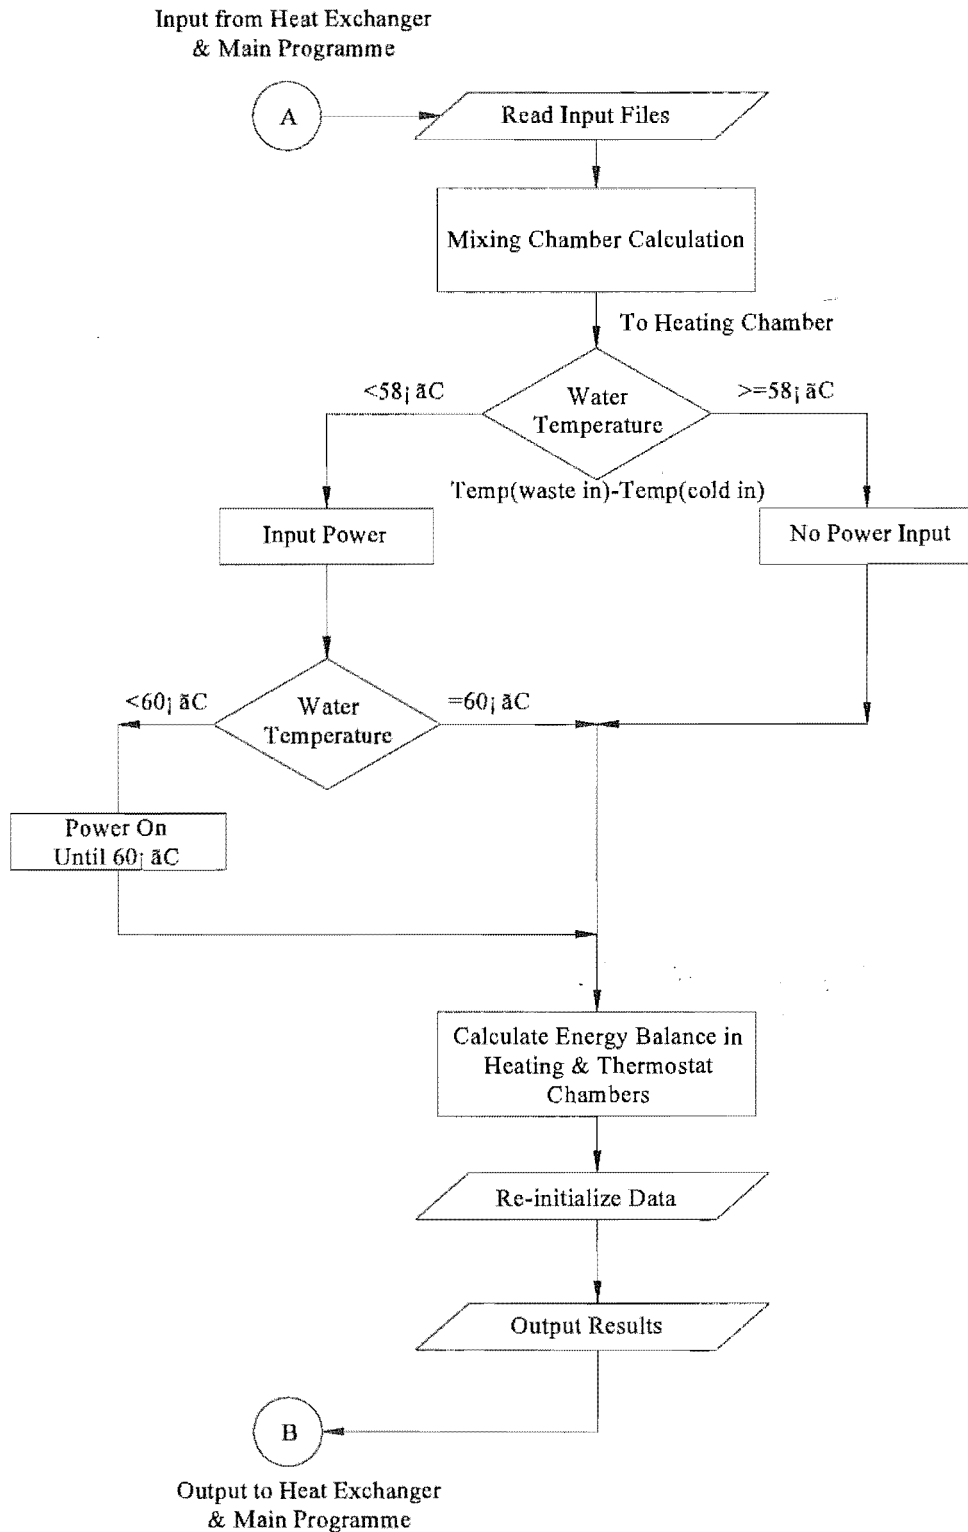 Input from Heat Exchanger
& Main Programme
A
Read Input Files
Mixing Chamber Calculation
To Heating Chamber
<58¡ãC
Water
Temperature
>=58¡ãC
Temp(waste in)-Temp(cold in)
Input Power
No Power Input
<60¡ãC
Water
Temperature
=60¡ãC
Power On
Until 60¡ãC
Calculate Energy Balance in
Heating & Thermostat
Chambers
Re-initialize Data
Output Results
B
Output to Heat Exchanger
& Main Programme